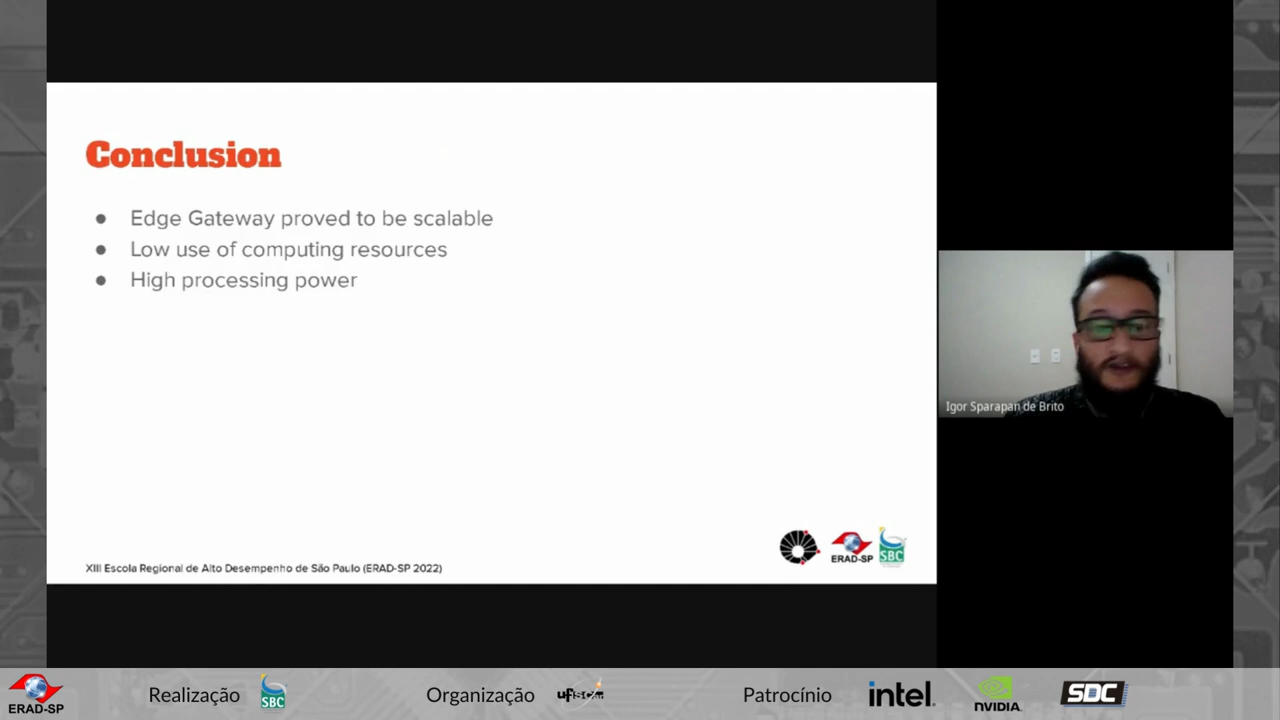 Conclusion
● Edge Gateway proved to be scalable
● Low use of computing resources
● High processing power
Igor Sparapan de Brito
ERAD-SP
SBC
XIII Escola Regional de Alto Desempenho de São Paulo (ERAD-SP 2022)
ERAD-SP
Realização
SBC
Organização
ufscar
Patrocínio
intel.
NVIDIA.
SDC